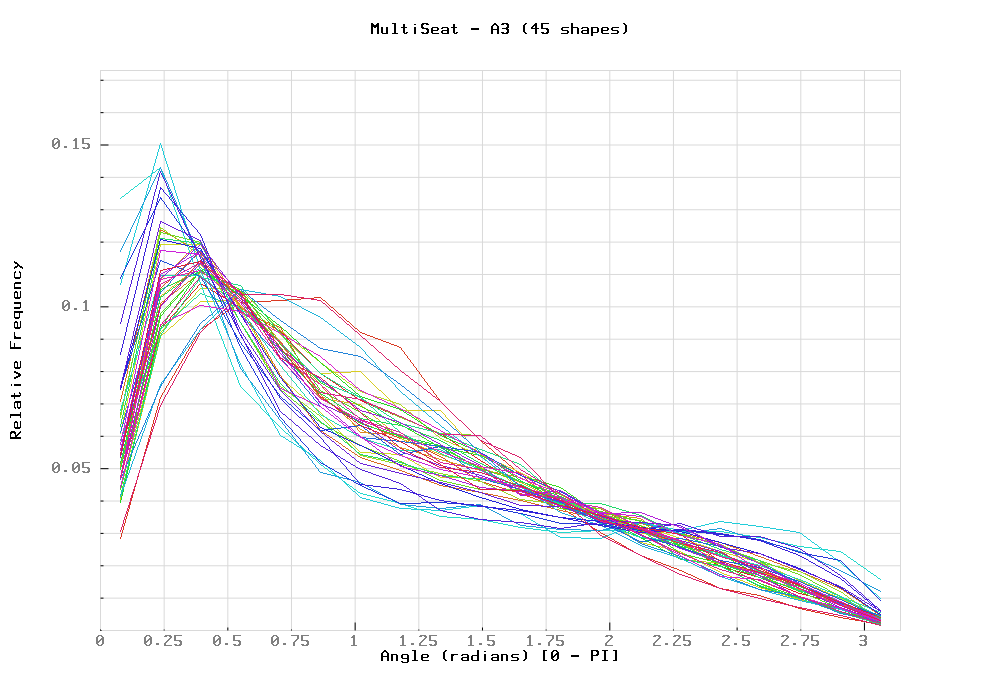 MultiSeat - A3 (45 shapes)
0.15
0.1
0.05
Relative Frequency
0 0.25 0.5 0.75 1 1.25 1.5 1.75 2 2.25 2.5 2.75 3
Angle (radians) [0 - PI]